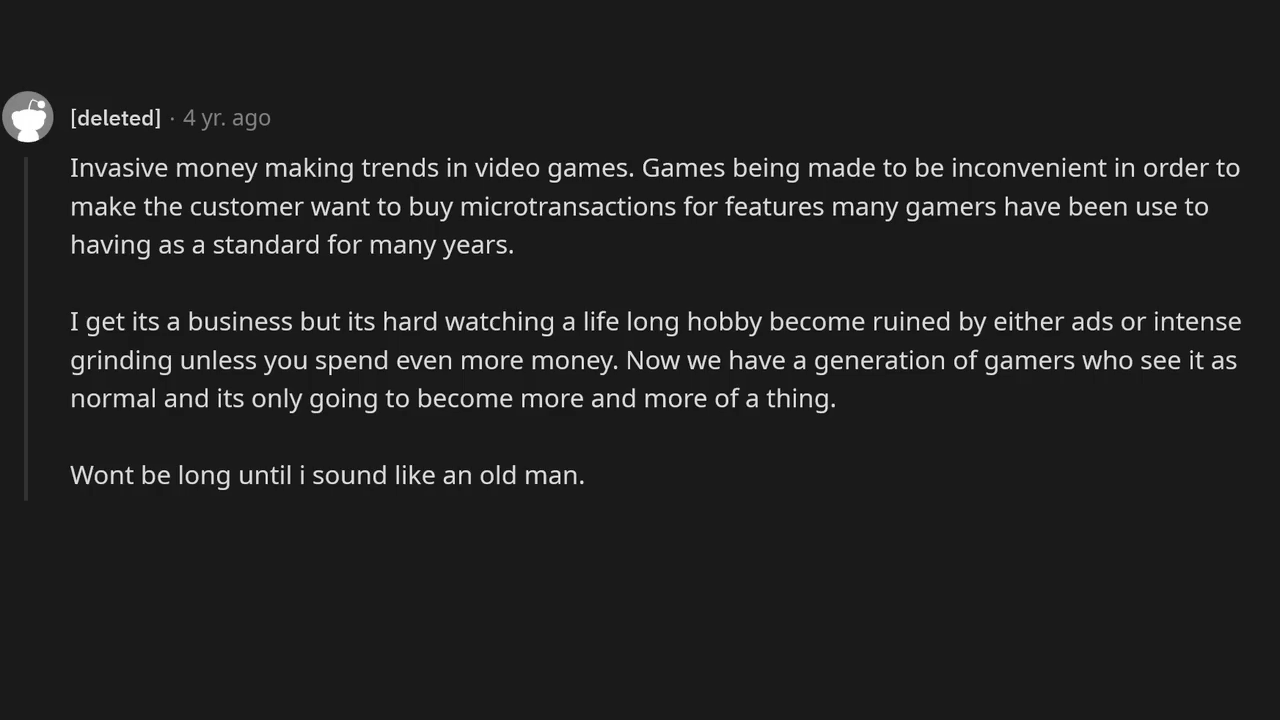 [deleted] · 4 yr. ago
Invasive money making trends in video games. Games being made to be inconvenient in order to
make the customer want to buy microtransactions for features many gamers have been use to
having as a standard for many years.
I get its a business but its hard watching a life long hobby become ruined by either ads or intense
grinding unless you spend even more money. Now we have a generation of gamers who see it as
normal and its only going to become more and more of a thing.
Wont be long until i sound like an old man.